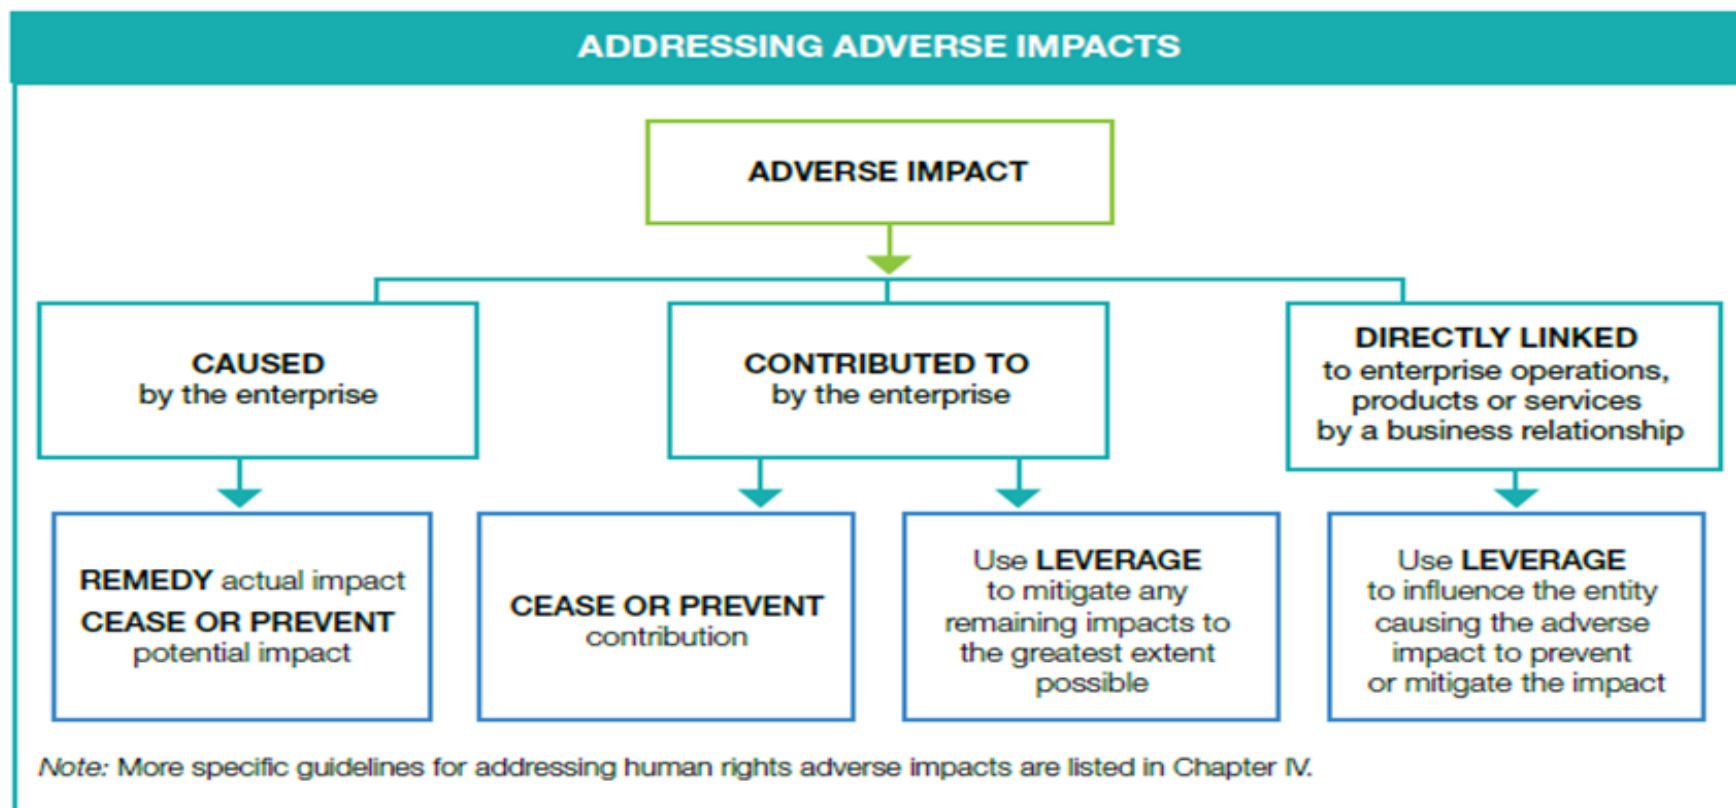 ADDRESSING ADVERSE IMPACTS
ADVERSE IMPACT
CAUSED
by the enterprise
CONTRIBUTED TO
by the enterprise
DIRECTLY LINKED
to enterprise operations,
products or services
by a business relationship
REMEDY actual impact
CEASE OR PREVENT
potential impact
CEASE OR PREVENT
contribution
Use LEVERAGE
to mitigate any
remaining impacts to
the greatest extent
possible
Use LEVERAGE
to influence the entity
causing the adverse
impact to prevent
or mitigate the impact
Note: More specific guidelines for addressing human rights adverse impacts are listed in Chapter IV.